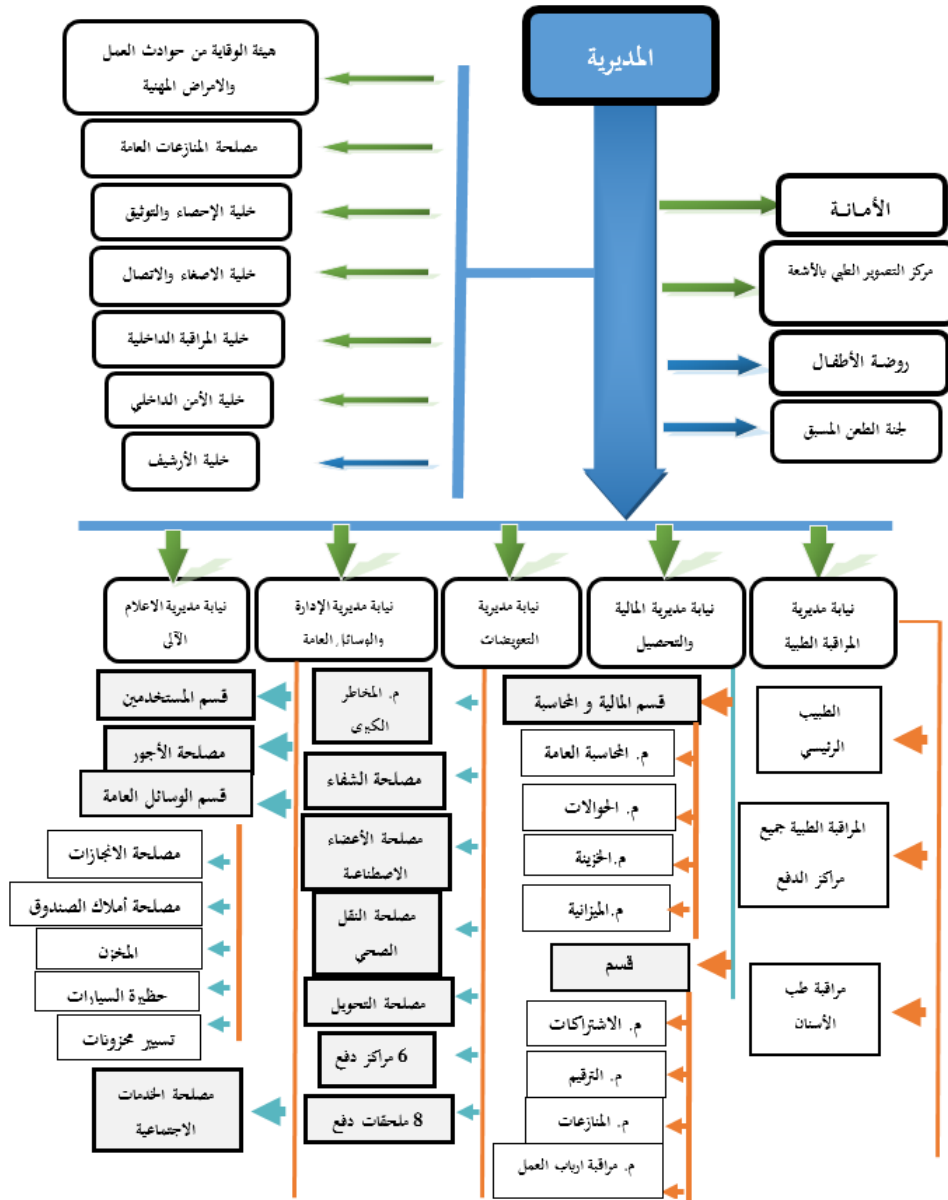 المديرية
هيئة الوقاية من حوادث العمل
والامراض المهنية
مصلحة المنازعات العامة
خلية الإحصاء والتوثيق
خلية الاصغاء والاتصال
خلية المراقبة الداخلية
خلية الأمن الداخلي
خلية الأرشيف
الأمـانـة
مركز التصوير الطبي بالأشعة
روضـة الأطفـال
لجنة الطعن المسبق
نيابة مديرية
المراقبة الطبية
نيابة مديرية المالية
والتحصيل
نيابة مديرية
التعويضات
نيابة مديرية الإدارة
والوسائل العامة
نيابة مديرية الاعلام
الآلى
الطبيب
الرئيسي
المراقبة الطبية جميع
مراكز الدفع
مراقبة طب
الأسنان
قسم المالية و المحاسبة
م. المحاسبة العامة
م. الحوالات
م.الخزينة
م.الميزانية
قسم
م. الاشتراكات
م. الترقيم
م. المنازعات
م. مراقبة ارباب العمل
م. المخاطر
الكبرى
مصلحة الشفاء
مصلحة الأعضاء
الاصطناعية
مصلحة النقل
الصحي
مصلحة التحويل
6 مراكز دفع
8 ملحقات دفع
قسم المستخدمين
مصلحة الأجور
قسم الوسائل العامة
مصلحة الانجازات
مصلحة أملاك الصندوق
المخزن
حظيرة السيارات
تسيير مخزونات
مصلحة الخدمات
الاجتماعية